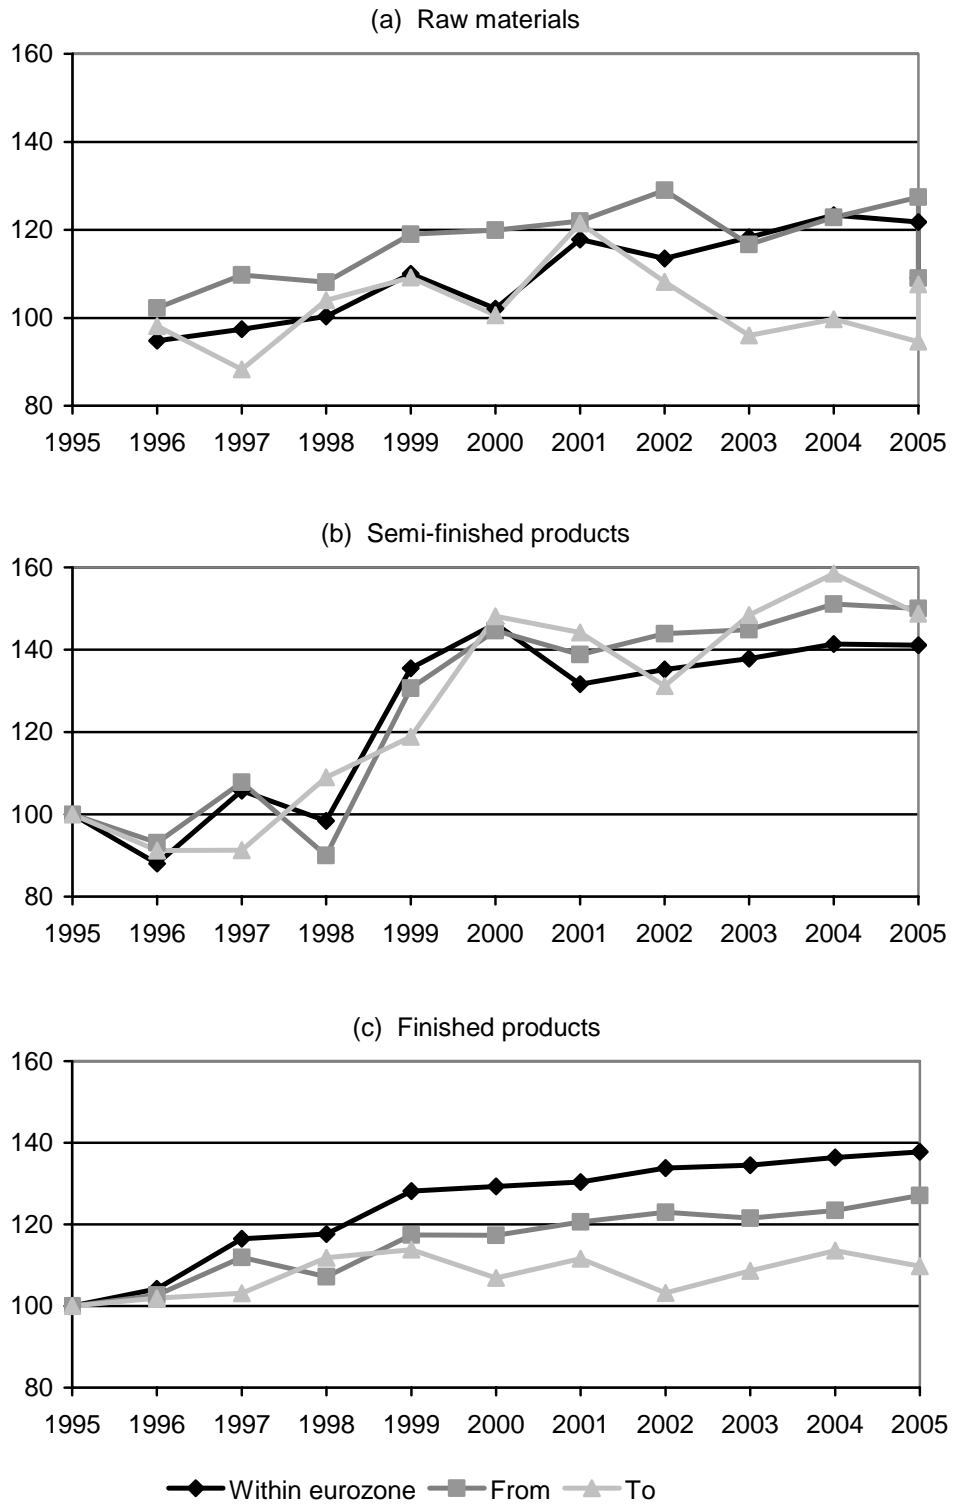 (a) Raw materials
160
140
120
100
80
1995 1996 1997 1998 1999 2000 2001 2002 2003 2004 2005
(b) Semi-finished products
160
140
120
100
80
1995 1996 1997 1998 1999 2000 2001 2002 2003 2004 2005
(c) Finished products
160
140
120
100
80
1995 1996 1997 1998 1999 2000 2001 2002 2003 2004 2005
Within eurozone From To